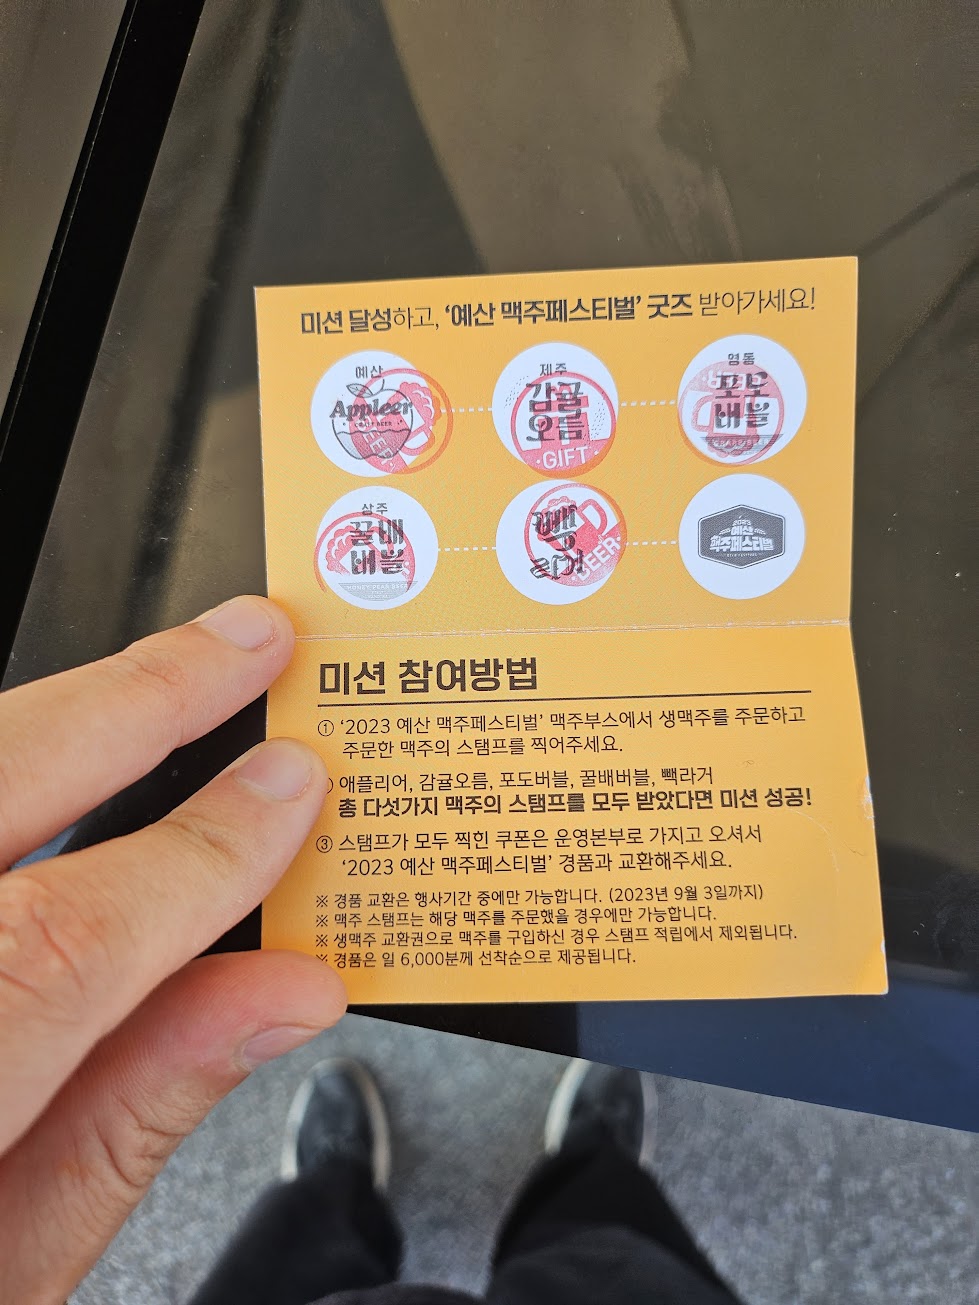 미션 달성하고, ‘예산 맥주페스티벌’ 굿즈 받아가세요!
예산
Appleer
CRAFT BEER
BEER
제주
감귤
오름
·GIFT·
영동
포도
버블
BEER
상주
꿀배
버블
빽
라거
·BEER·
2023
예산
맥주페스티벌
미션 참여방법
① ‘2023 예산 맥주페스티벌’ 맥주부스에서 생맥주를 주문하고
주문한 맥주의 스탬프를 찍어주세요.
애플리어, 감귤오름, 포도버블, 꿀배버블, 빽라거
총 다섯가지 맥주의 스탬프를 모두 받았다면 미션 성공!
③ 스탬프가 모두 찍힌 쿠폰은 운영본부로 가지고 오셔서
‘2023 예산 맥주페스티벌’ 경품과 교환해주세요.
※ 경품 교환은 행사기간 중에만 가능합니다. (2023년 9월 3일까지)
※ 맥주 스탬프는 해당 맥주를 주문했을 경우에만 가능합니다.
※ 생맥주 교환권으로 맥주를 구입하신 경우 스탬프 적립에서 제외됩니다.
※ 경품은 일 6,000분께 선착순으로 제공됩니다.